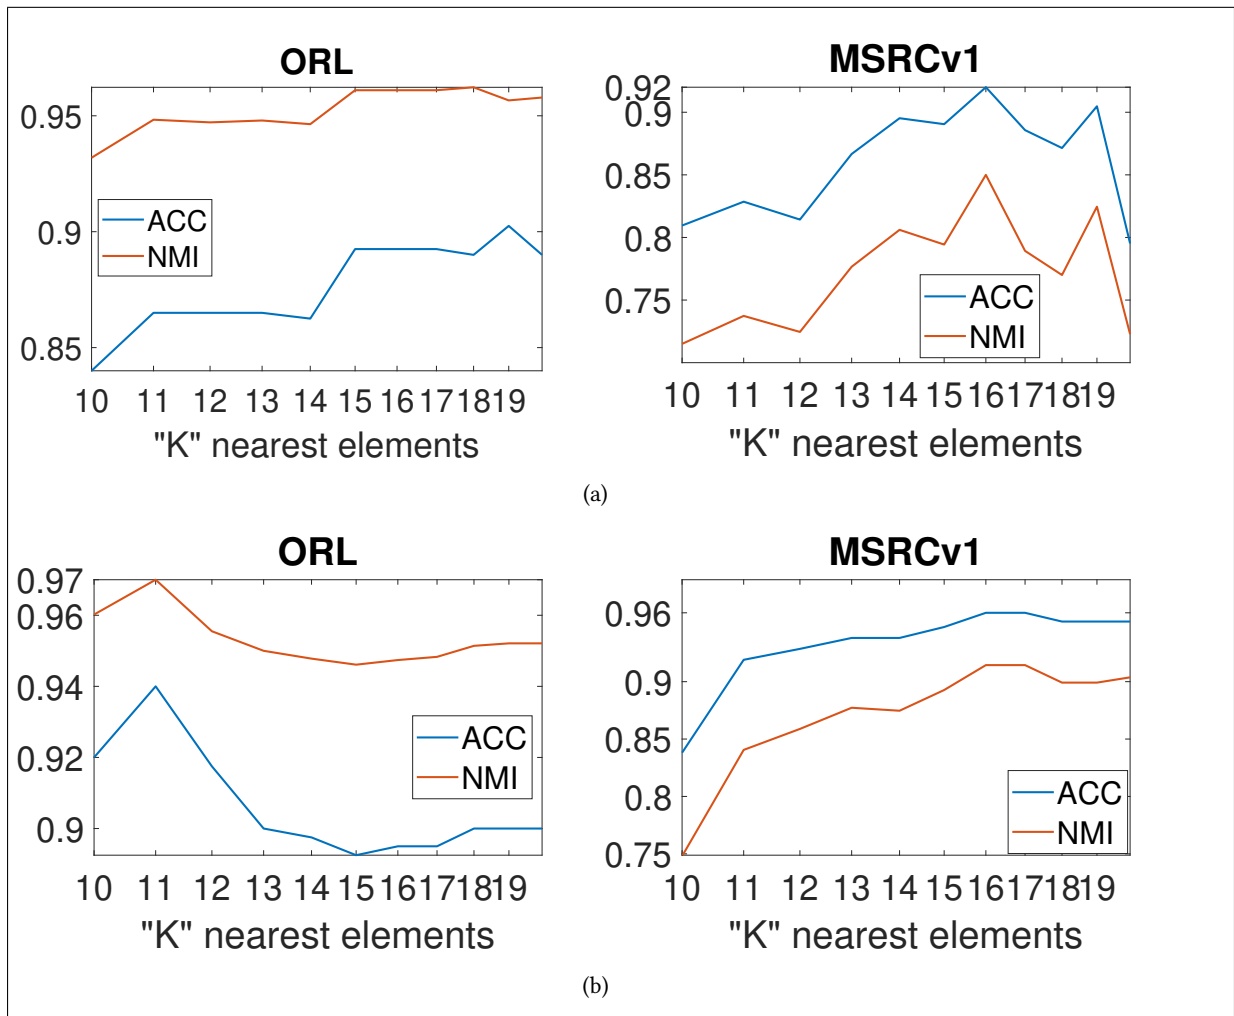 ORL
0.95
0.9
0.85
ACC
NMI
10 11 12 13 14 15 16 17 18 19
"K" nearest elements
MSRCv1
0.92
0.9
0.85
0.8
0.75
ACC
NMI
10 11 12 13 14 15 16 17 18 19
"K" nearest elements
(a)
ORL
0.97
0.96
0.94
0.92
0.9
ACC
NMI
10 11 12 13 14 15 16 17 18 19
"K" nearest elements
MSRCv1
0.96
0.9
0.85
0.8
0.75
ACC
NMI
10 11 12 13 14 15 16 17 18 19
"K" nearest elements
(b)